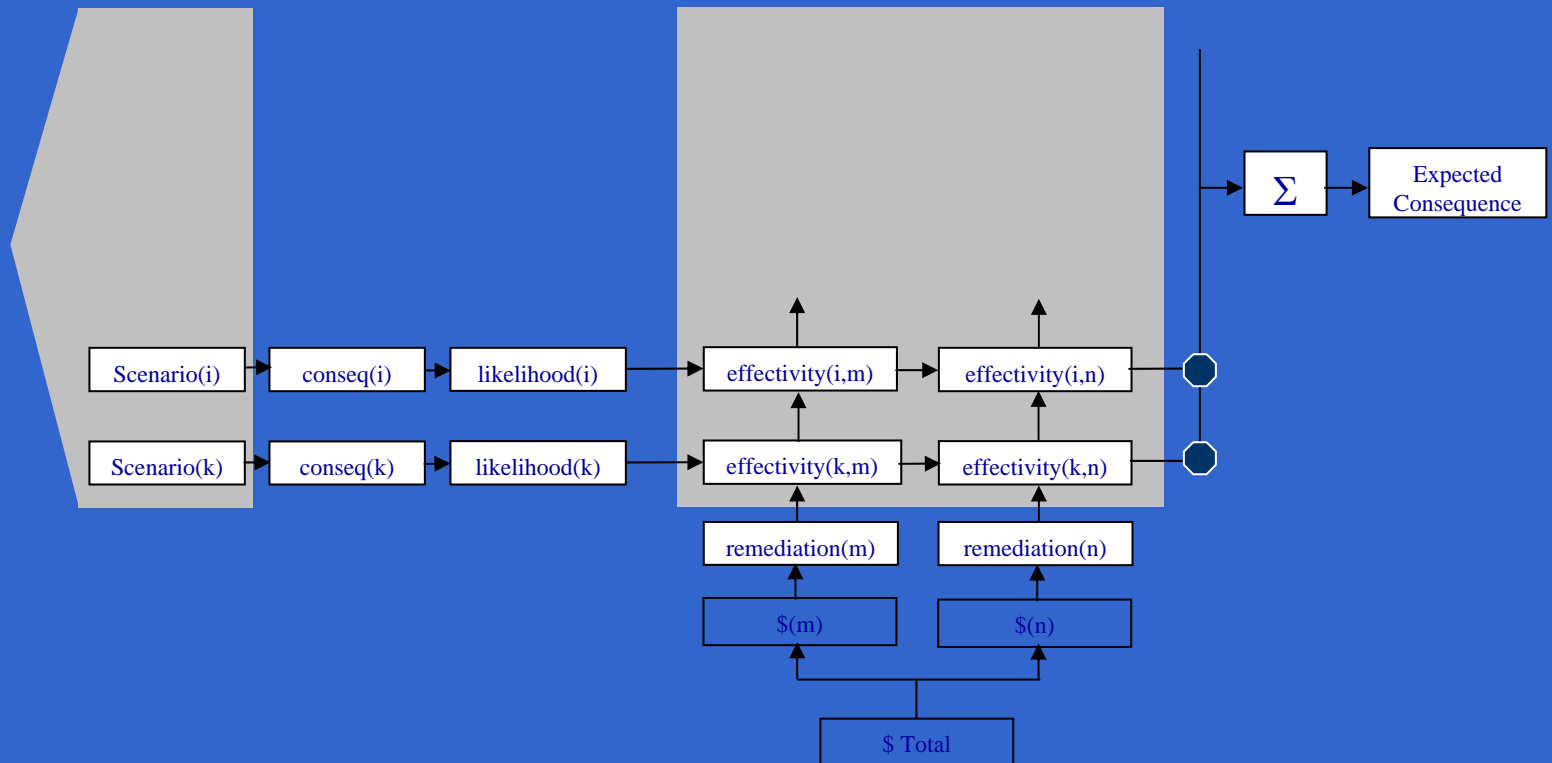 Σ
Expected
Consequence
Scenario(i)
conseq(i)
likelihood(i)
effectivity(i,m)
effectivity(i,n)
Scenario(k)
conseq(k)
likelihood(k)
effectivity(k,m)
effectivity(k,n)
remediation(m)
remediation(n)
$(m)
$(n)
$ Total